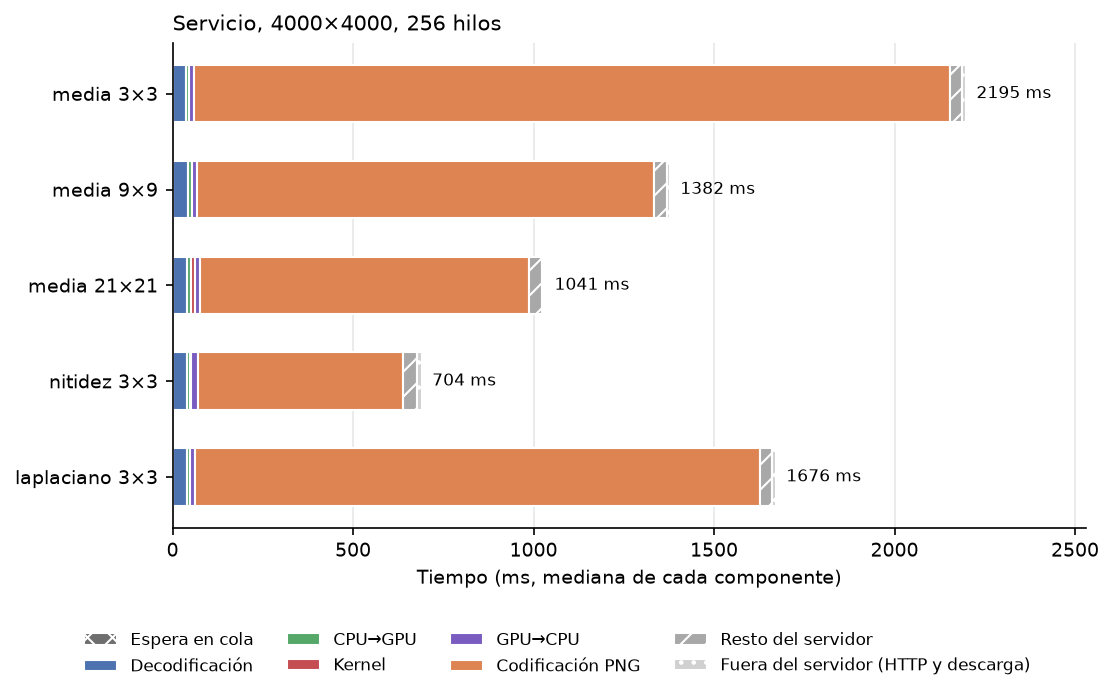 Servicio, 4000×4000, 256 hilos
media 3×3
2195 ms
media 9×9
1382 ms
media 21×21
1041 ms
nitidez 3×3
704 ms
laplaciano 3×3
1676 ms
0 500 1000 1500 2000 2500
Tiempo (ms, mediana de cada componente)
Espera en cola CPU→GPU GPU→CPU Resto del servidor
Decodificación Kernel Codificación PNG Fuera del servidor (HTTP y descarga)